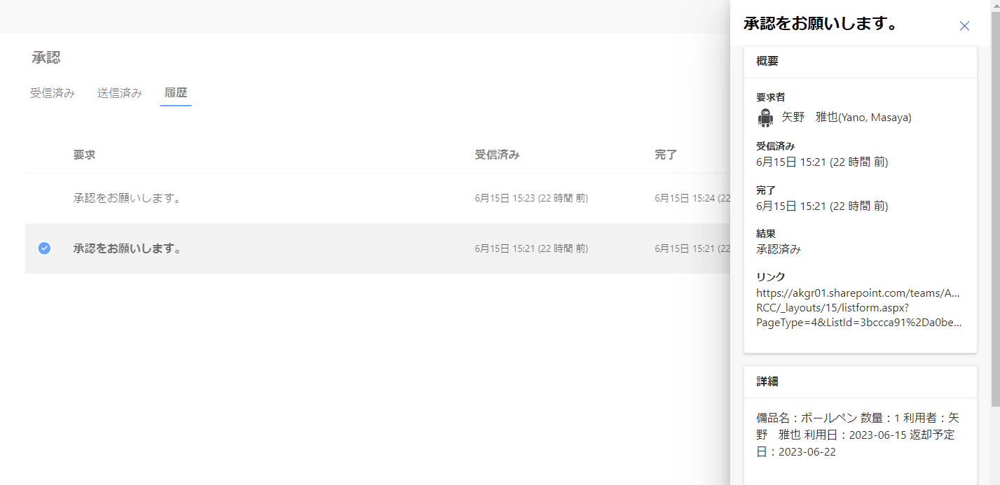 承認
受信済み 送信済み 履歴
要求 受信済み 完了
承認をお願いします。 6月15日 15:23 (22 時間 前) 6月15日 15:24 (22
承認をお願いします。 6月15日 15:21 (22 時間 前) 6月15日 15:21 (22
承認をお願いします。
概要
要求者
矢野　雅也(Yano, Masaya)
受信済み
6月15日 15:21 (22 時間 前)
完了
6月15日 15:21 (22 時間 前)
結果
承認済み
リンク
https://akgr01.sharepoint.com/teams/A...
RCC/_layouts/15/listform.aspx?
PageType=4&ListId=3bccca91%2Da0be...
詳細
備品名：ボールペン 数量：1 利用者：矢
野　雅也 利用日：2023-06-15 返却予定
日：2023-06-22